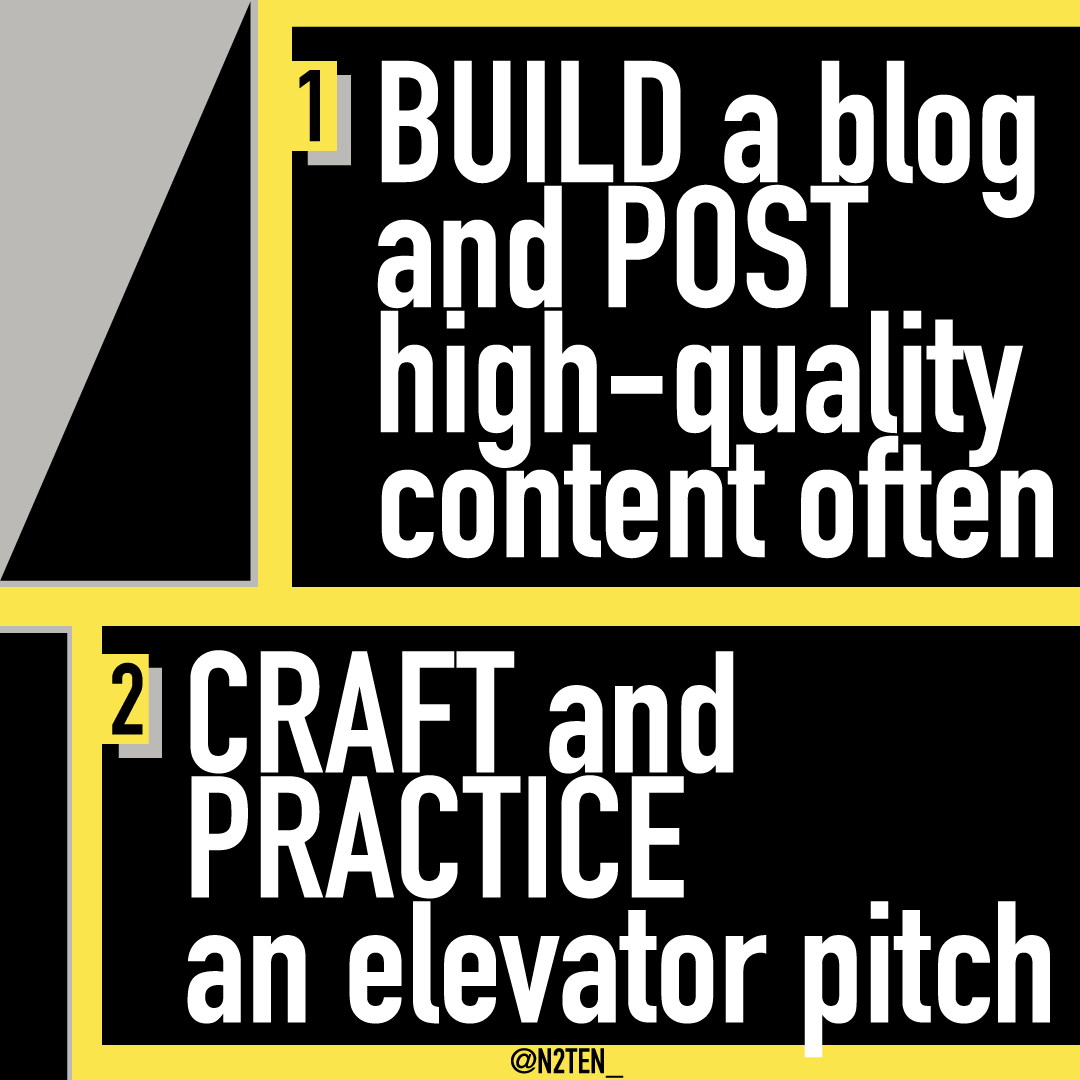 1
BUILD a blog
and POST
high-quality
content often
2
CRAFT and
PRACTICE
an elevator pitch
@N2TEN_